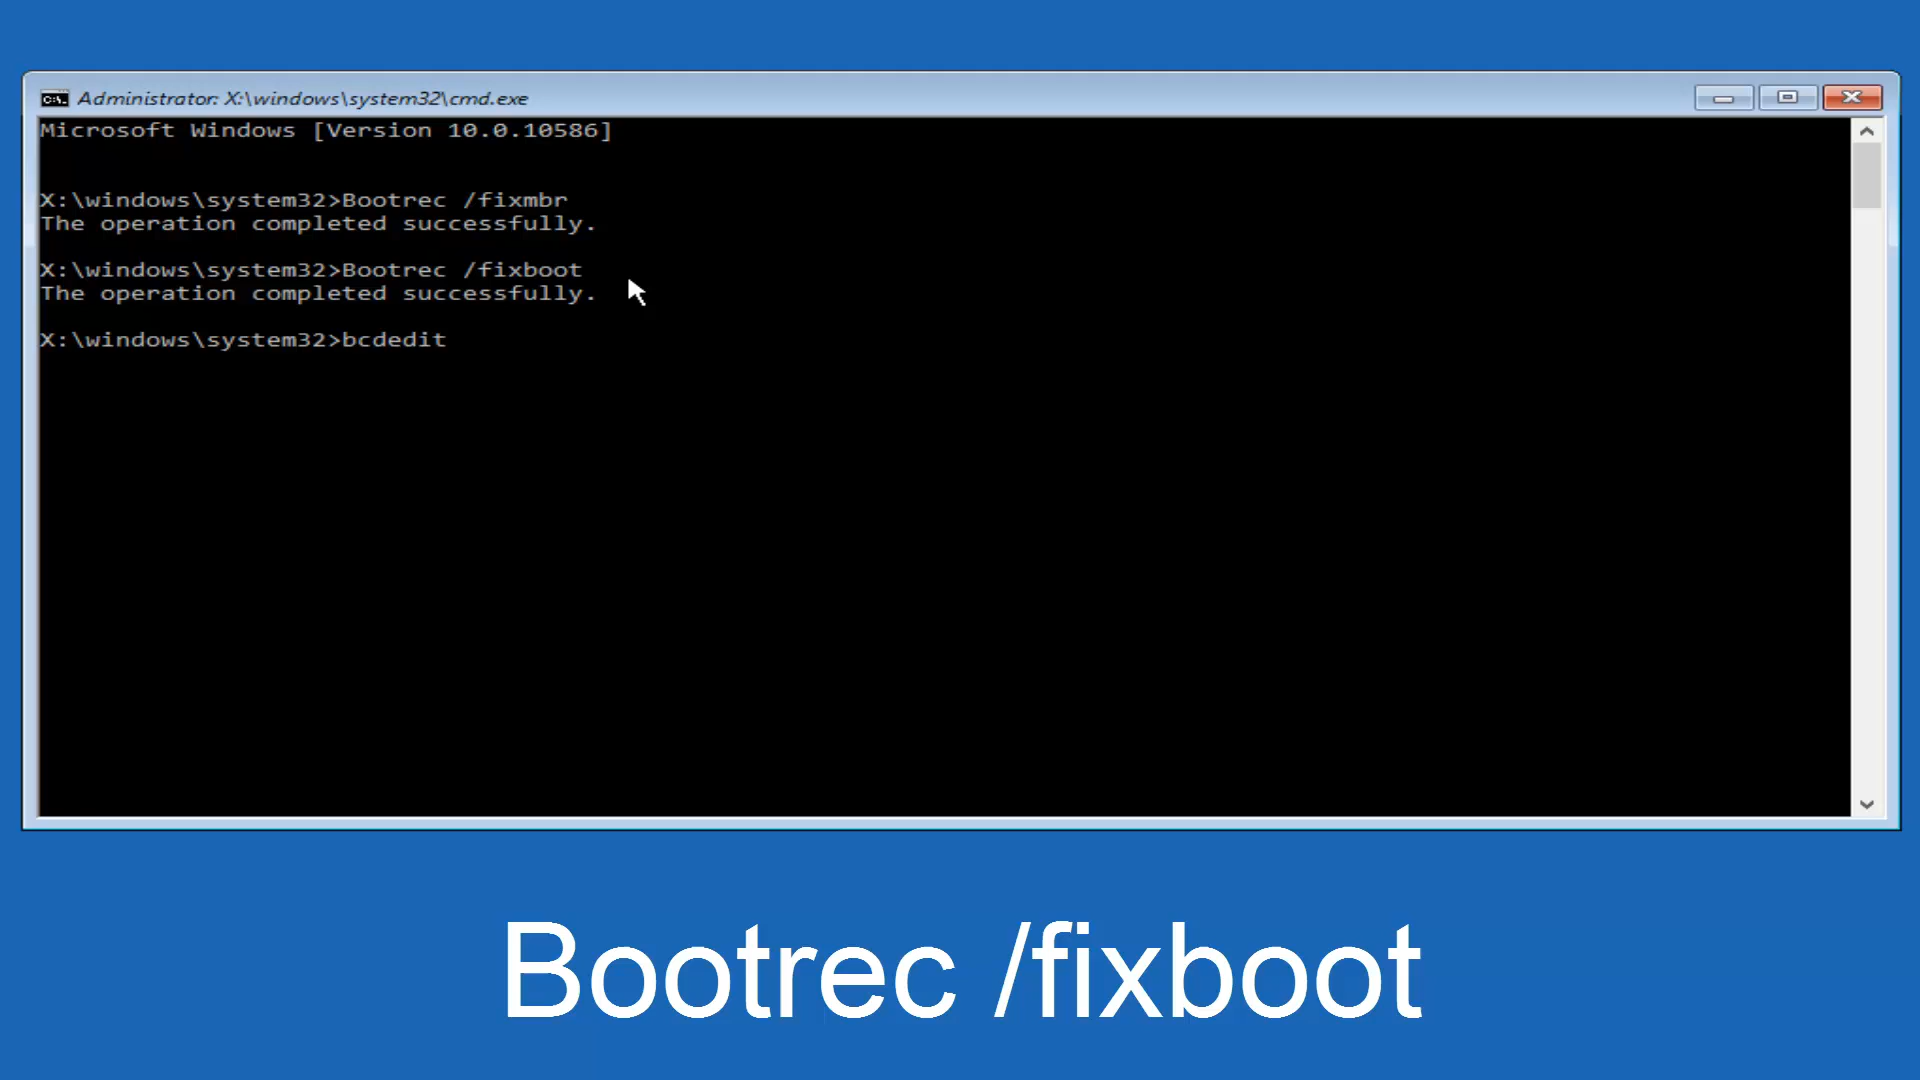 Administrator: X:\windows\system32\cmd.exe
Microsoft Windows [Version 10.0.10586]
X:\windows\system32>Bootrec /fixmbr
The operation completed successfully.
X:\windows\system32>Bootrec /fixboot
The operation completed successfully.
X:\windows\system32>bcdedit
Bootrec /fixboot